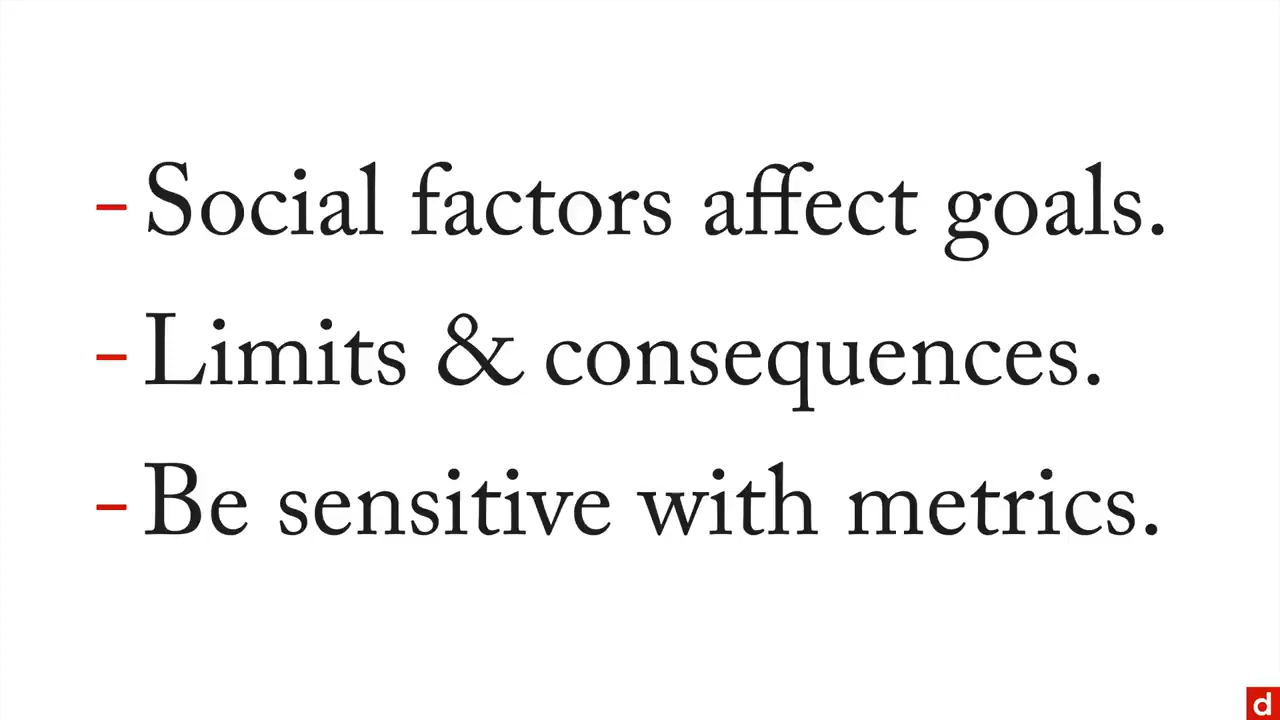 - Social factors affect goals.
- Limits & consequences.
- Be sensitive with metrics.
d